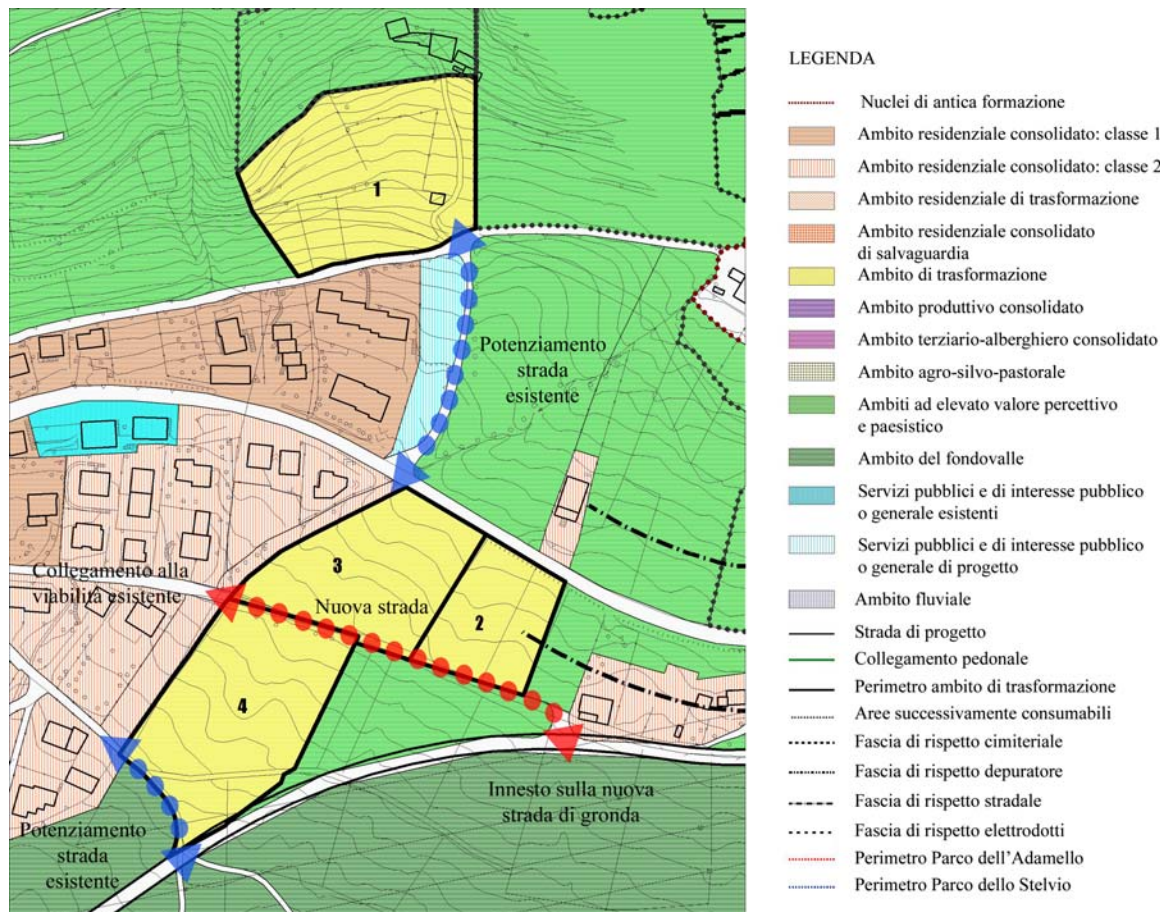 1
Potenziamento
strada
esistente
3
Collegamento alla
viabilità esistente
Nuova strada
2
4
Innesto sulla nuova
strada di gronda
Potenziamento
strada
esistente
LEGENDA
Nuclei di antica formazione
Ambito residenziale consolidato: classe 1
Ambito residenziale consolidato: classe 2
Ambito residenziale di trasformazione
Ambito residenziale consolidato
di salvaguardia
Ambito di trasformazione
Ambito produttivo consolidato
Ambito terziario-alberghiero consolidato
Ambito agro-silvo-pastorale
Ambiti ad elevato valore percettivo
e paesistico
Ambito del fondovalle
Servizi pubblici e di interesse pubblico
o generale esistenti
Servizi pubblici e di interesse pubblico
o generale di progetto
Ambito fluviale
Strada di progetto
Collegamento pedonale
Perimetro ambito di trasformazione
Aree successivamente consumabili
Fascia di rispetto cimiteriale
Fascia di rispetto depuratore
Fascia di rispetto stradale
Fascia di rispetto elettrodotti
Perimetro Parco dell'Adamello
Perimetro Parco dello Stelvio